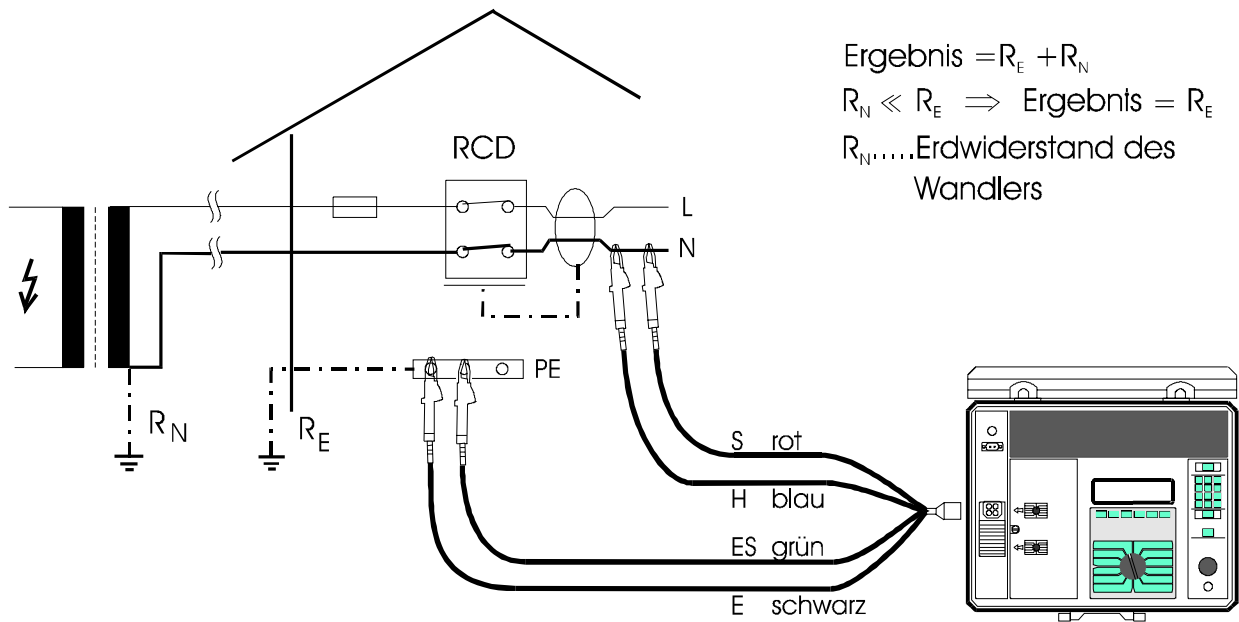 Ergebnis = R_E + R_N
R_N ≪ R_E ⇒ Ergebnis = R_E
R_N......Erdwiderstand des
Wandlers
RCD
L
N
PE
R_N
R_E
S rot
H blau
ES grün
E schwarz